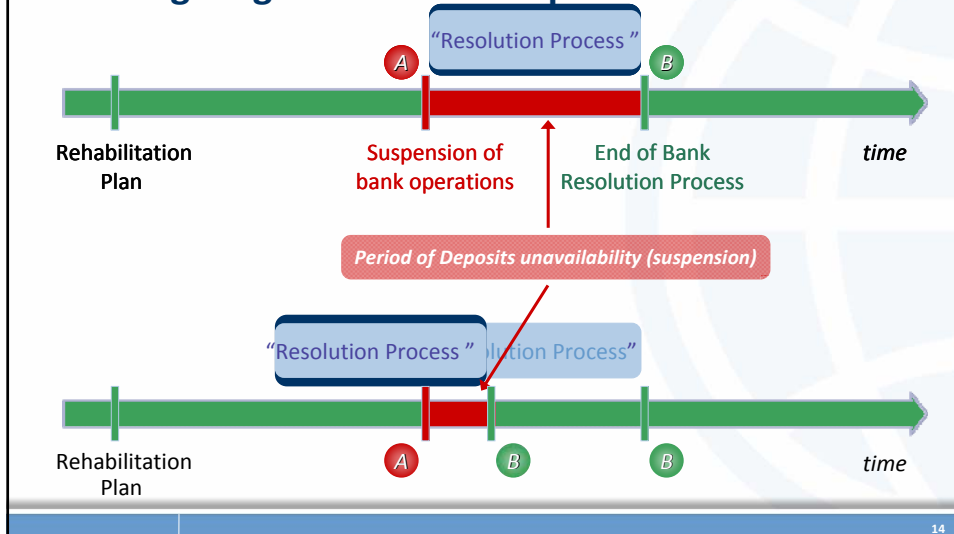 “Resolution Process ”
A
B
Rehabilitation
Plan
Suspension of
bank operations
End of Bank
Resolution Process
time
Period of Deposits unavailability (suspension)
“Resolution Process ”
Process”
Rehabilitation
Plan
A
B
B
time
14